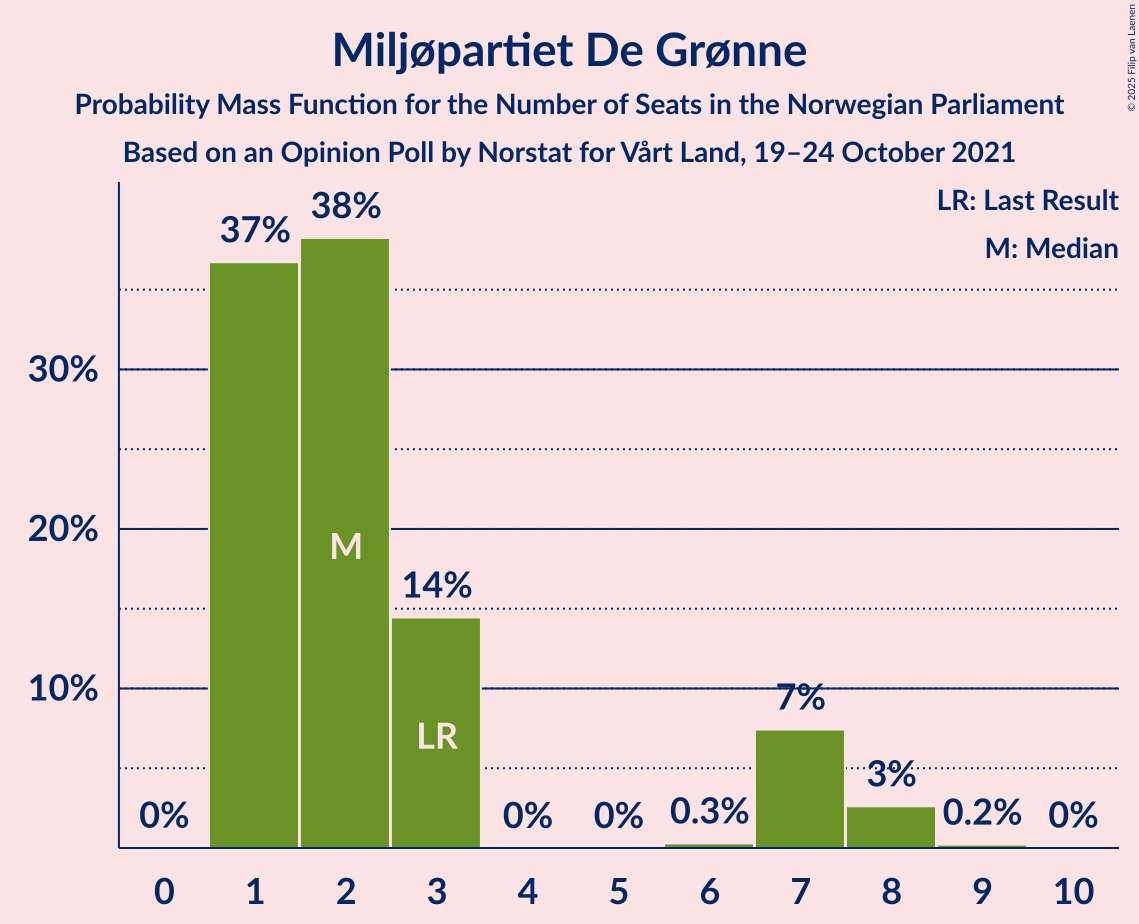 Miljøpartiet De Grønne
Probability Mass Function for the Number of Seats in the Norwegian Parliament
Based on an Opinion Poll by Norstat for Vårt Land, 19–24 October 2021
© 2025 Filip van Laenen
LR: Last Result
M: Median
38%
37%
30%
20%
M
14%
10%
7%
LR
3%
0%
0%
0%
0.3%
0.2%
0%
0 1 2 3 4 5 6 7 8 9 10